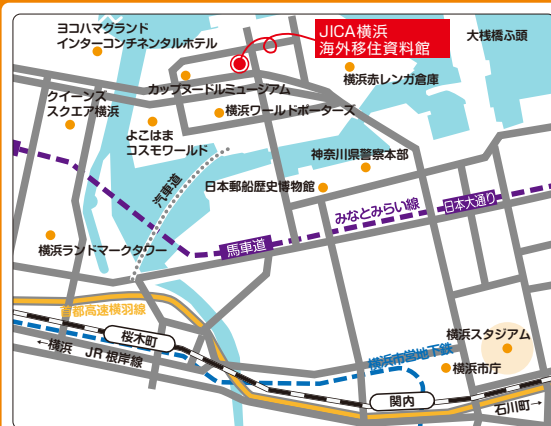 ヨコハマグランド
インターコンチネンタルホテル
JICA横浜
海外移住資料館
大桟橋ふ頭
カップヌードルミュージアム
横浜赤レンガ倉庫
クイーンズ
スクエア横浜
横浜ワールドポーターズ
よこはま
コスモワールド
神奈川県警察本部
汽車道
日本郵船歴史博物館
みなとみらい線
日本大通り
横浜ランドマークタワー
馬車道
首都高速横羽線
桜木町
横浜スタジアム
←横浜 JR根岸線
横浜市営地下鉄
横浜市庁
関内
石川町→